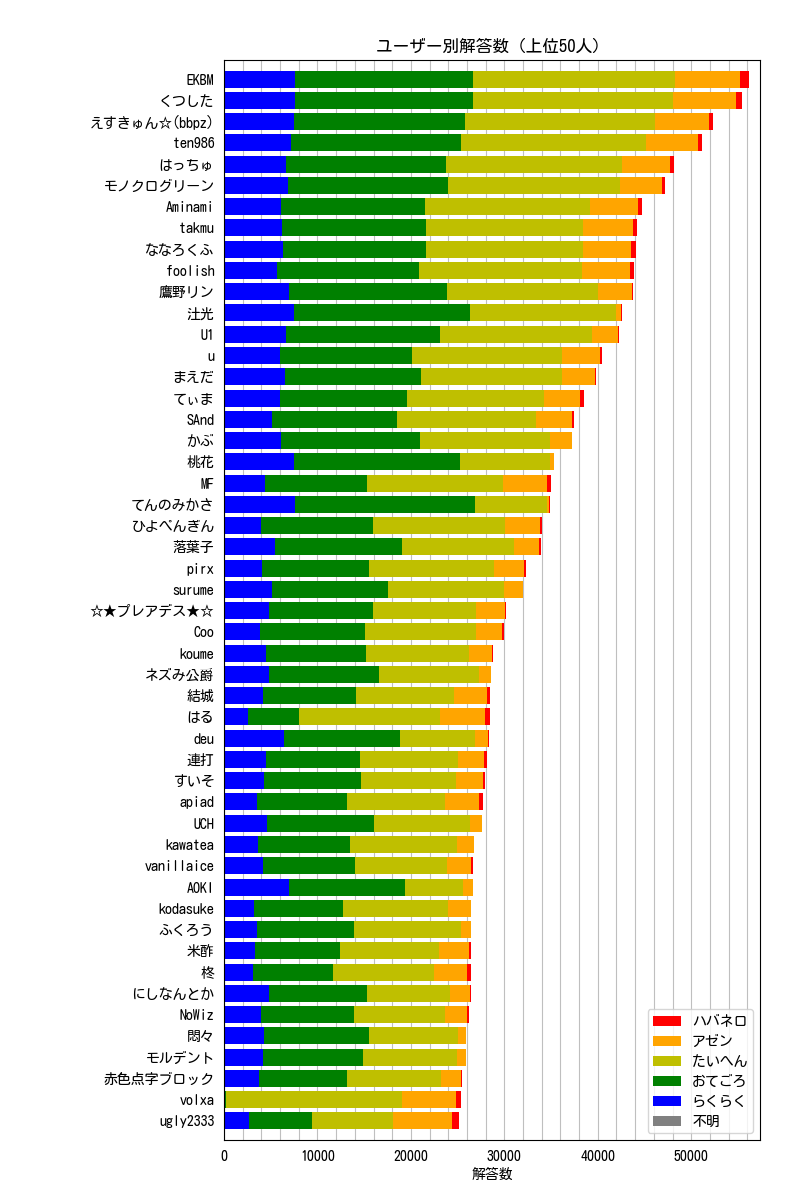 ユーザー別解答数 (上位50人)
EKBM
くつした
えすきゅん☆(bbpz)
ten986
はっちゅ
モノクログリーン
Aminami
takmu
ななろくふ
foolish
鷹野リン
汢光
U1
u
まえだ
てぃま
SAnd
かぶ
桃花
MF
てんのみかさ
ひよぺんぎん
落葉子
pirx
surume
☆★プレアデス★☆
Coo
koume
ネズみ公爵
結城
はる
deu
連打
すいそ
apiad
UCH
kawatea
vanillaice
AOKI
kodasuke
ふくろう
米酢
柊
にしなんとか
NoWiz
悶々
モルデント
赤色点字ブロック
volxa
ugly2333
ハバネロ
アゼン
たいへん
おてごろ
らくらく
不明
0 10000 20000 30000 40000 50000
解答数